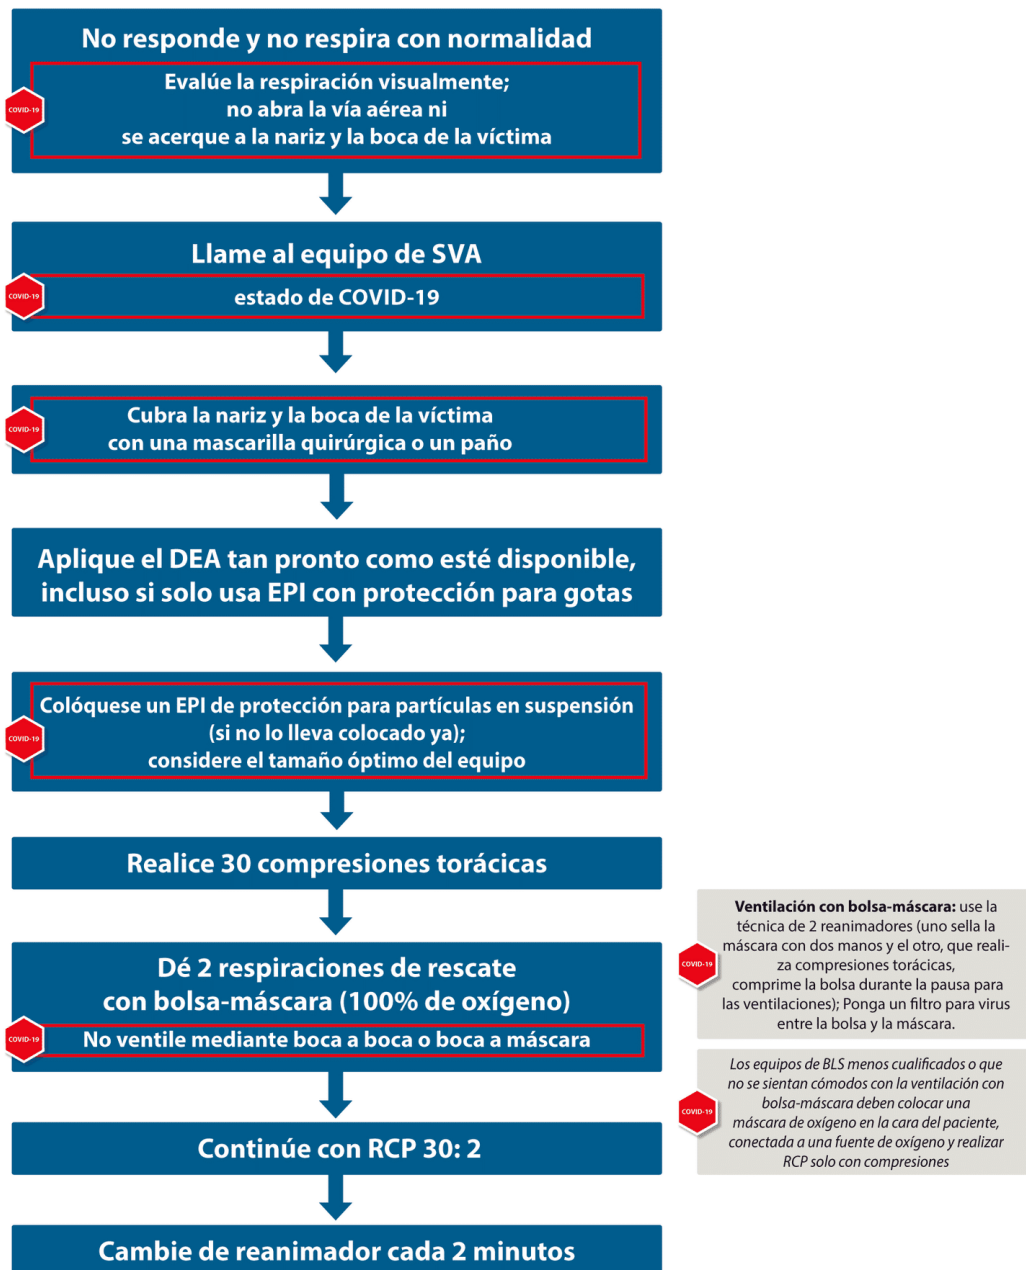 No responde y no respira con normalidad
COVID-19
Evalúe la respiración visualmente;
no abra la vía aérea ni
se acerque a la nariz y la boca de la víctima
Llame al equipo de SVA
COVID-19
estado de COVID-19
COVID-19
Cubra la nariz y la boca de la víctima
con una mascarilla quirúrgica o un paño
Aplique el DEA tan pronto como esté disponible,
incluso si solo usa EPI con protección para gotas
COVID-19
Colóquese un EPI de protección para partículas en suspensión
(si no lo lleva colocado ya);
considere el tamaño óptimo del equipo
Realice 30 compresiones torácicas
Dé 2 respiraciones de rescate
con bolsa-máscara (100% de oxígeno)
COVID-19
No ventile mediante boca a boca o boca a máscara
COVID-19
Ventilación con bolsa-máscara: use la
técnica de 2 reanimadores (uno sella la
máscara con dos manos y el otro, que reali-
za compresiones torácicas,
comprime la bolsa durante la pausa para
las ventilaciones); Ponga un filtro para virus
entre la bolsa y la máscara.
COVID-19
Los equipos de BLS menos cualificados o que
no se sientan cómodos con la ventilación con
bolsa-máscara deben colocar una
máscara de oxígeno en la cara del paciente,
conectada a una fuente de oxígeno y realizar
RCP solo con compresiones
Continúe con RCP 30: 2
Cambie de reanimador cada 2 minutos